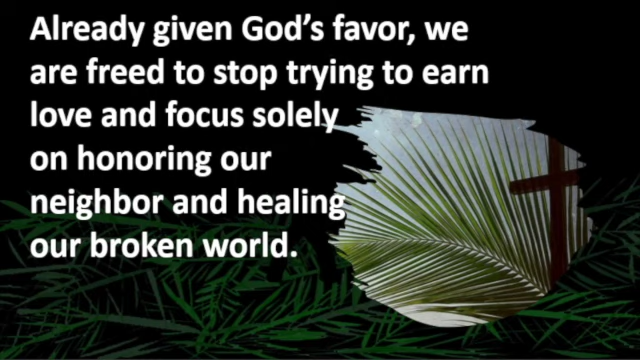 Already given God’s favor, we
are freed to stop trying to earn
love and focus solely
on honoring our
neighbor and healing
our broken world.